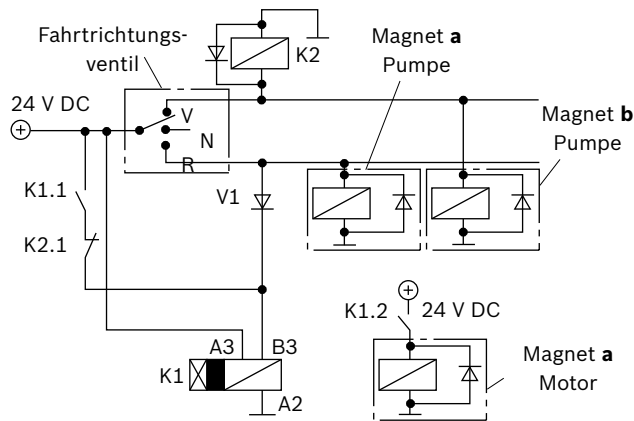 Fahrtrichtungs-
ventil
K2
Magnet a
Pumpe
24 V DC
V
N
R
Magnet b
Pumpe
K1.1
V1
K2.1
K1.2
24 V DC
A3
B3
K1
A2
Magnet a
Motor